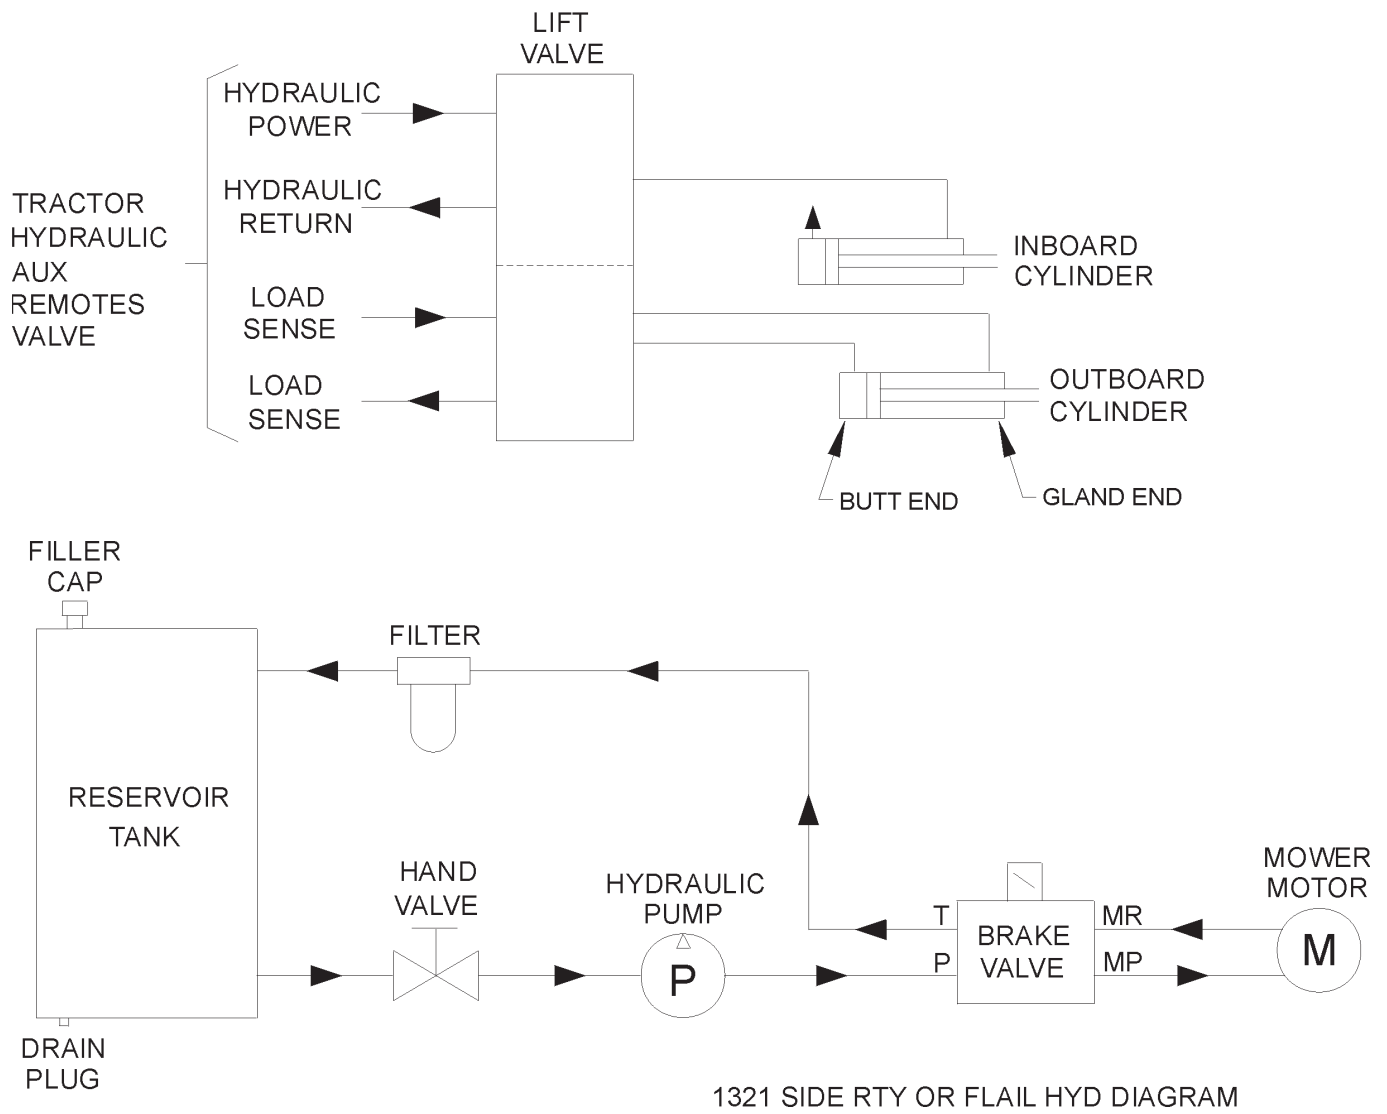 LIFT
VALVE
HYDRAULIC
POWER
HYDRAULIC
RETURN
TRACTOR
HYDRAULIC
AUX
REMOTES
VALVE
LOAD
SENSE
LOAD
SENSE
INBOARD
CYLINDER
OUTBOARD
CYLINDER
BUTT END
GLAND END
FILLER
CAP
FILTER
RESERVOIR
TANK
HAND
VALVE
HYDRAULIC
PUMP
P
T
P
BRAKE
VALVE
MR
MP
MOWER
MOTOR
M
DRAIN
PLUG
1321 SIDE RTY OR FLAIL HYD DIAGRAM